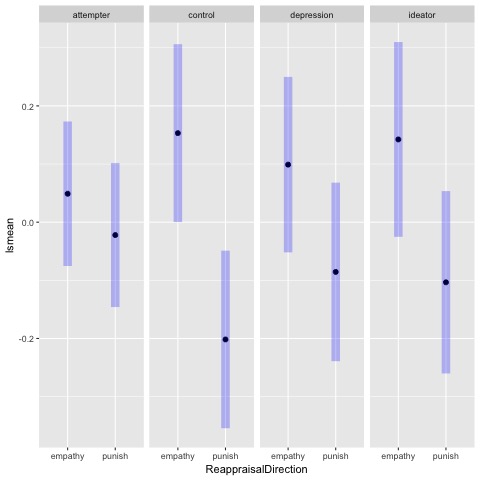 attempter control depression ideator
0.2
0.0
-0.2
lsmean
empathy punish empathy punish empathy punish empathy punish
ReappraisalDirection